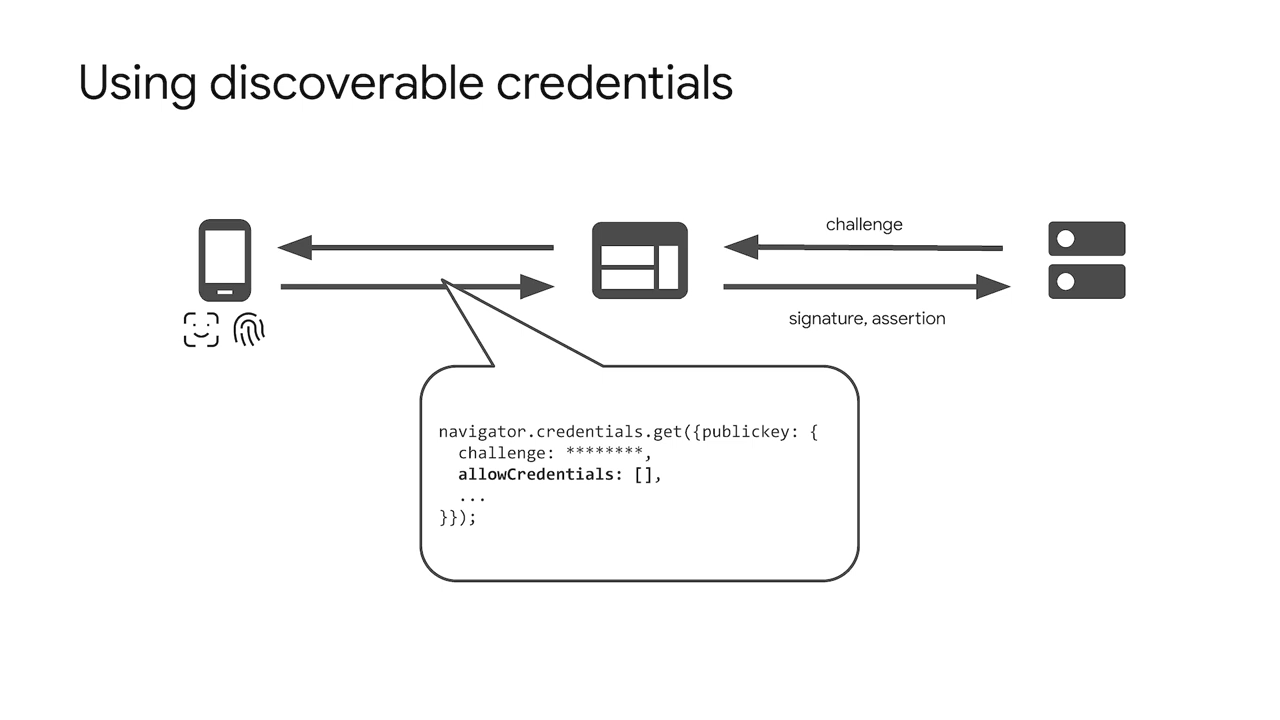 Using discoverable credentials
challenge
signature, assertion
navigator.credentials.get({publickey: {
challenge: ********,
allowCredentials: [],
...
}});